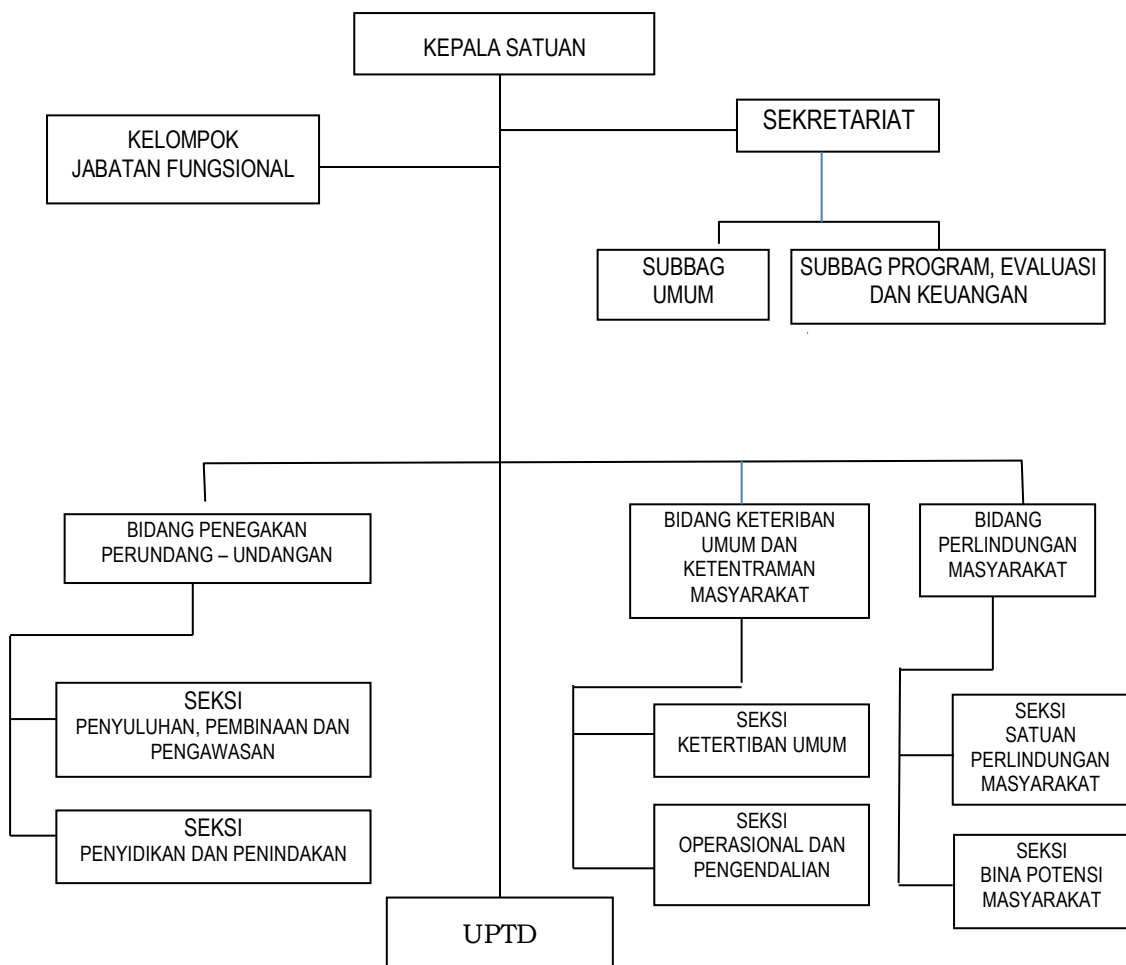 KEPALA SATUAN
KELOMPOK
JABATAN FUNGSIONAL
SEKRETARIAT
SUBBAG
UMUM
SUBBAG PROGRAM, EVALUASI
DAN KEUANGAN
BIDANG PENEGAKAN
PERUNDANG – UNDANGAN
BIDANG KETERIBAN
UMUM DAN
KETENTRAMAN
MASYARAKAT
BIDANG
PERLINDUNGAN
MASYARAKAT
SEKSI
PENYULUHAN, PEMBINAAN DAN
PENGAWASAN
SEKSI
KETERTIBAN UMUM
SEKSI
SATUAN
PERLINDUNGAN
MASYARAKAT
SEKSI
PENYIDIKAN DAN PENINDAKAN
SEKSI
OPERASIONAL DAN
PENGENDALIAN
SEKSI
BINA POTENSI
MASYARAKAT
UPTD